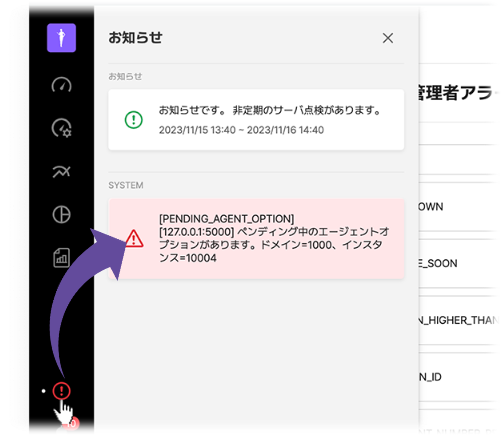 お知らせ
お知らせ
お知らせです。 非定期のサーバ点検があります。
2023/11/15 13:40 ~ 2023/11/16 14:40
SYSTEM
[PENDING_AGENT_OPTION]
[127.0.0.1:5000] ペンディング中のエージェントオ
プションがあります。ドメイン=1000、インスタ
ンス=10004
管理者アラ
OWN
E_SOON
N_HIGHER_THAN
N_ID